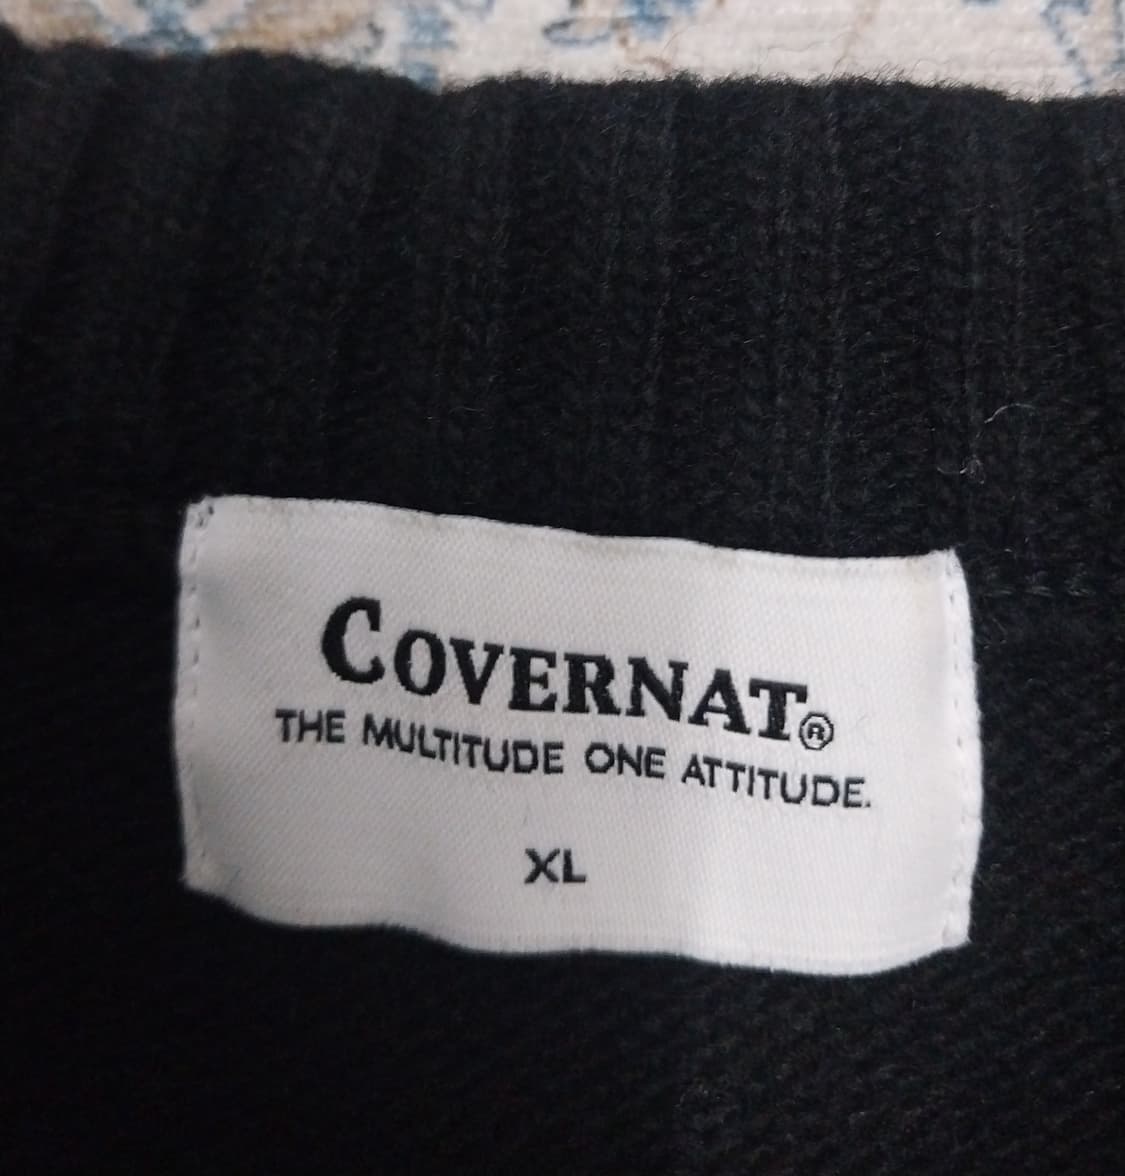 COVERNAT®
THE MULTITUDE ONE ATTITUDE.
XL